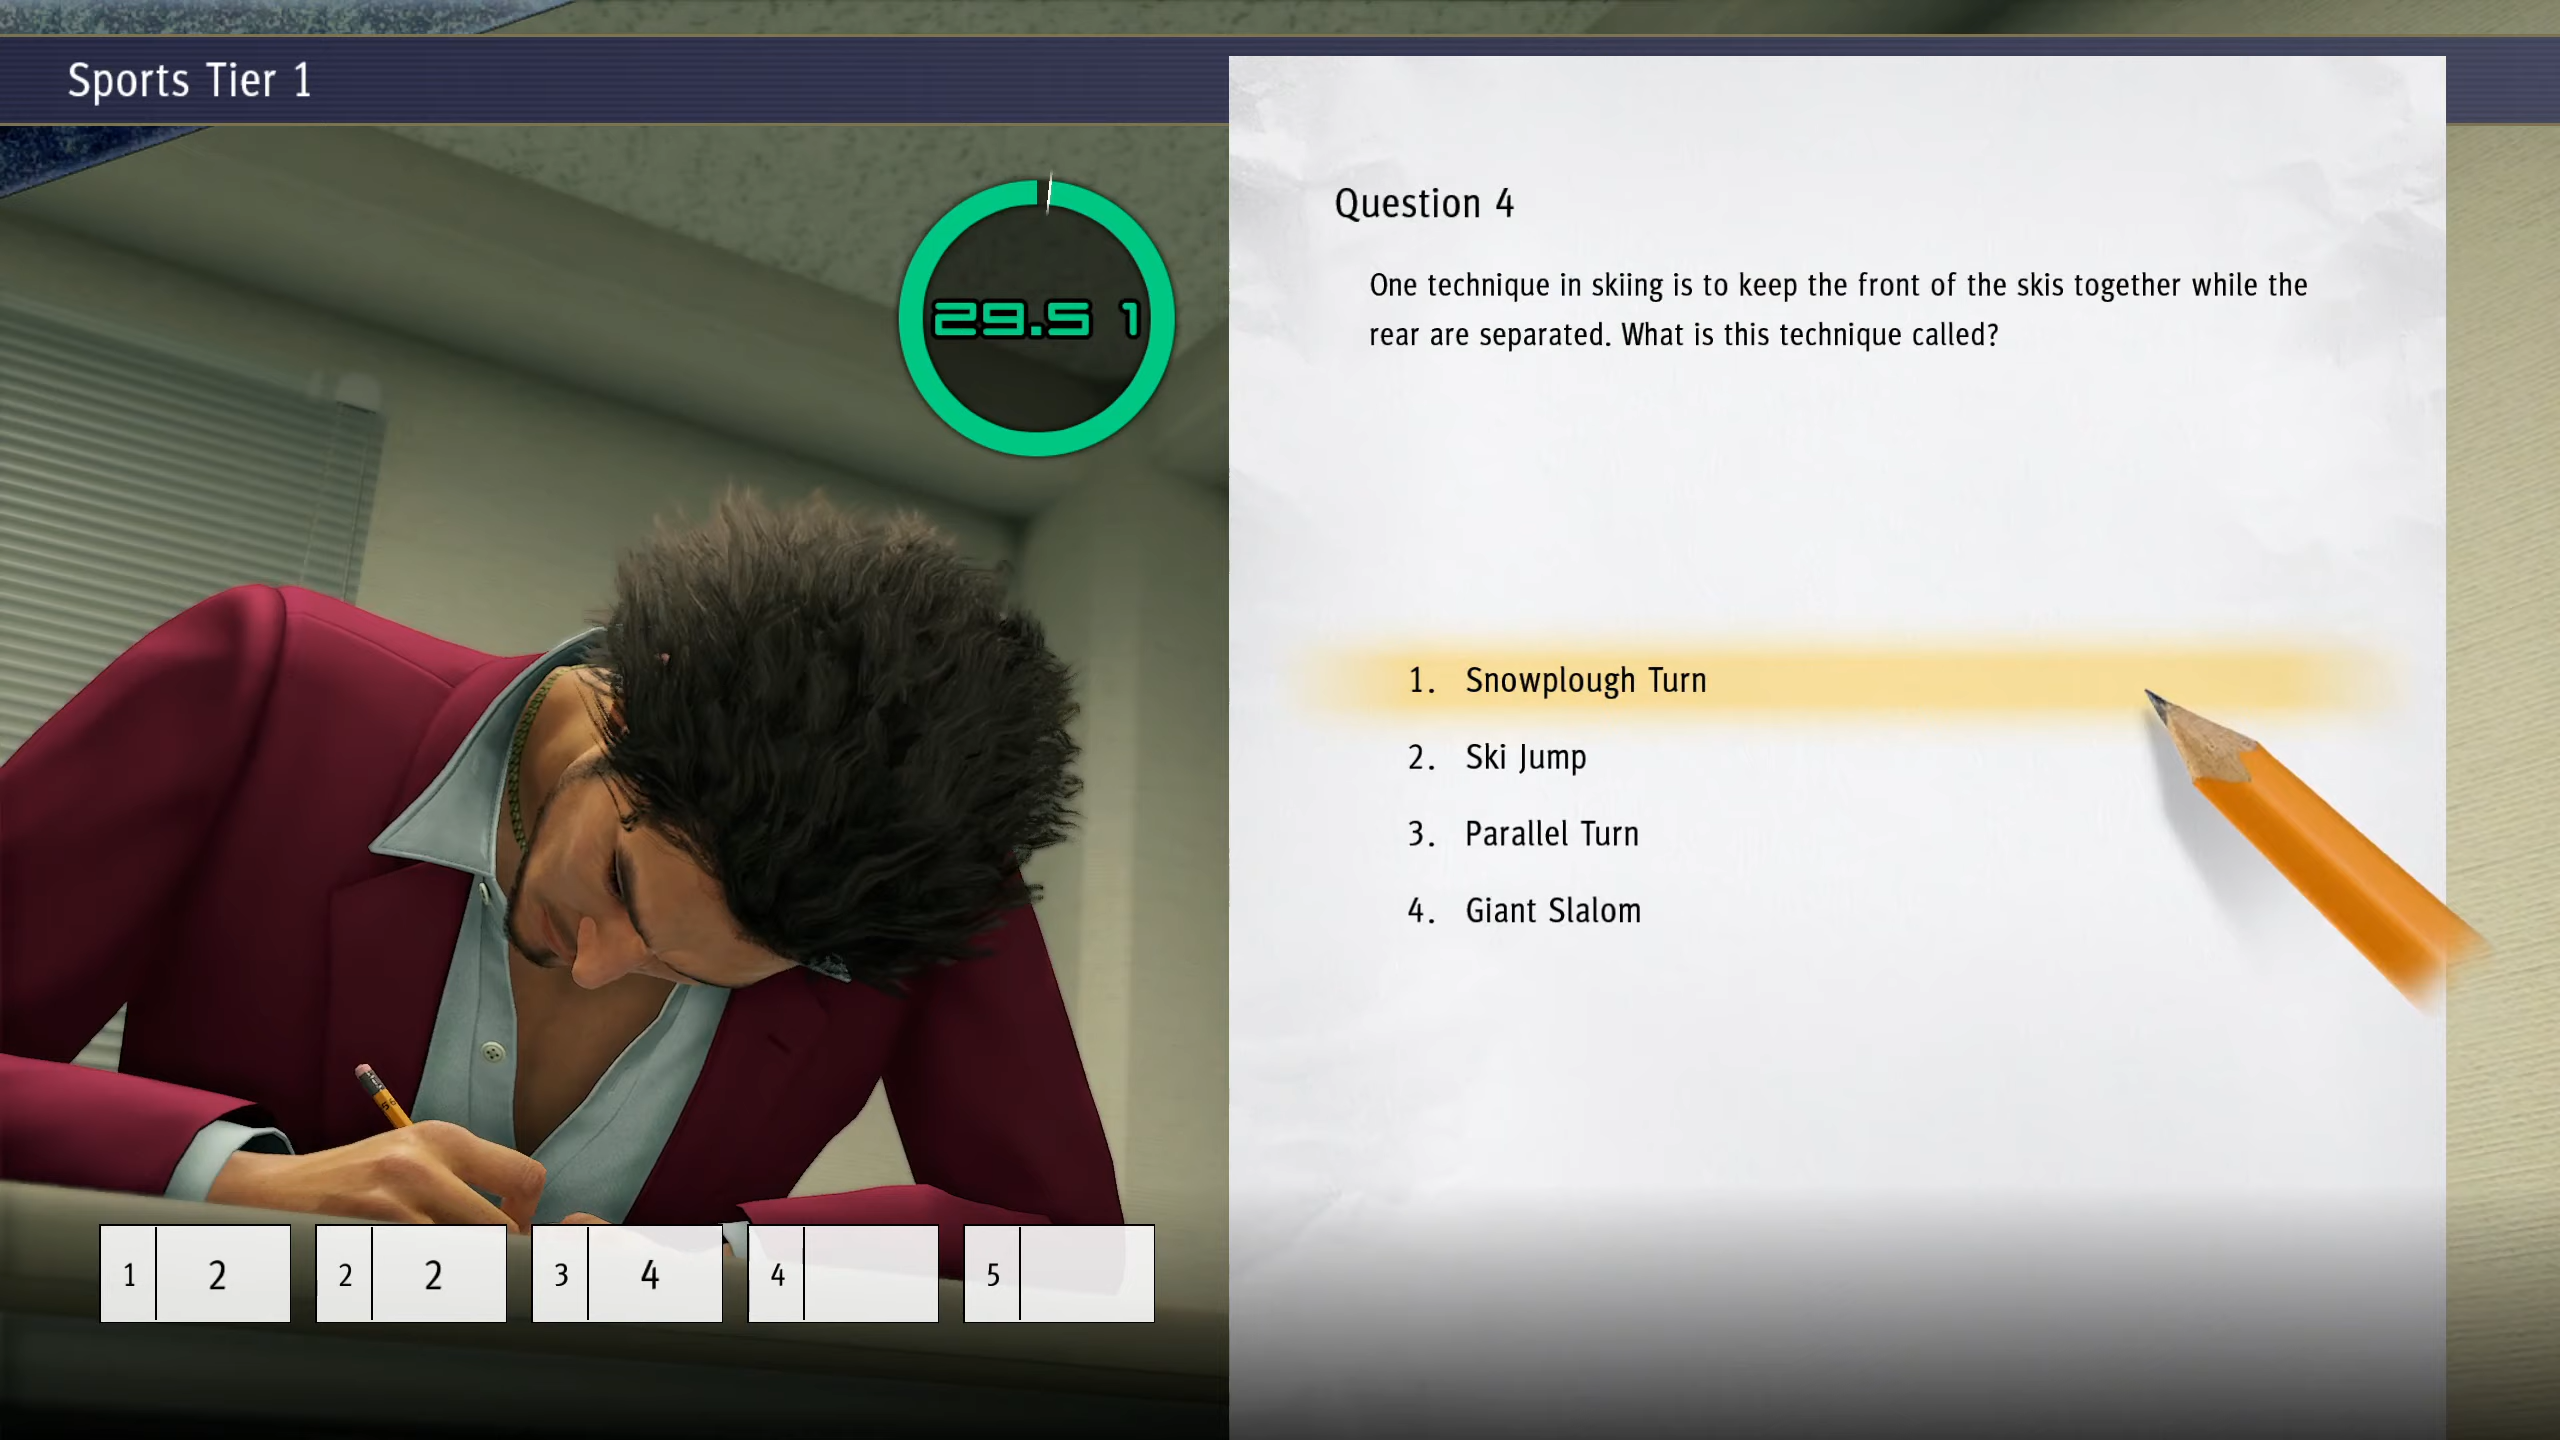 Sports Tier 1
29.51
Question 4
One technique in skiing is to keep the front of the skis together while the
rear are separated. What is this technique called?
1. Snowplough Turn
2. Ski Jump
3. Parallel Turn
4. Giant Slalom
1 2 2 2 3 4 4 5